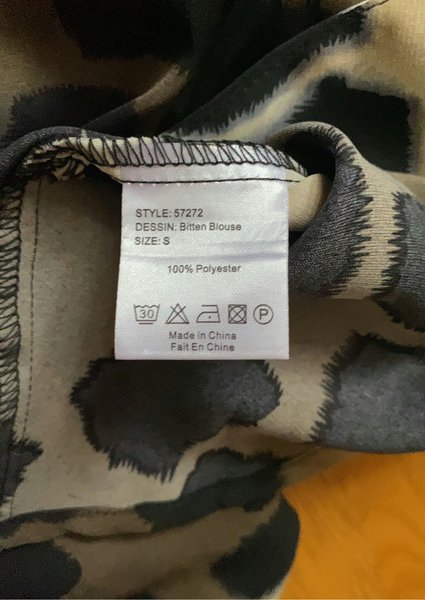 STYLE: 57272
DESSIN: Bitten Blouse
SIZE: S
100% Polyester
30 P
Made in China
Fait En Chine